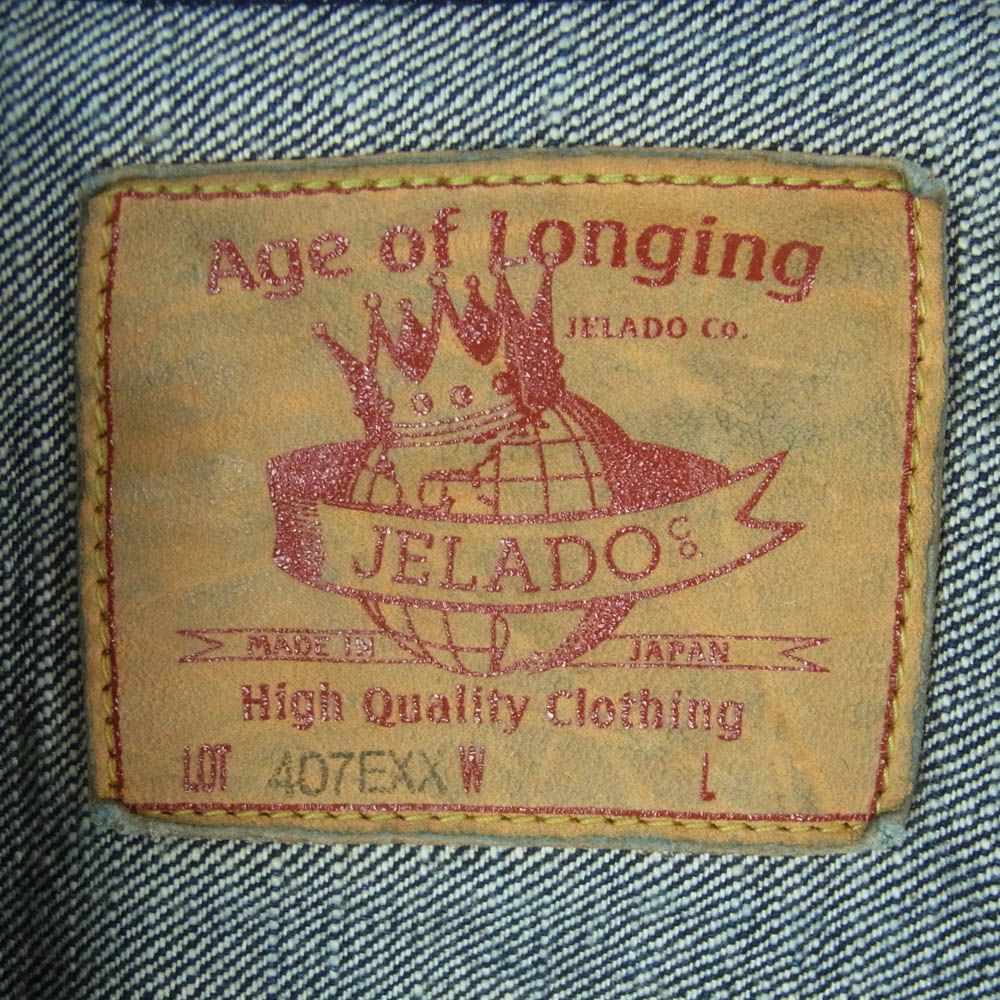 Age of Longing
JELADO Co.
JELADO Co
MADE IN JAPAN
High Quality Clothing
LOT 407EXX W L